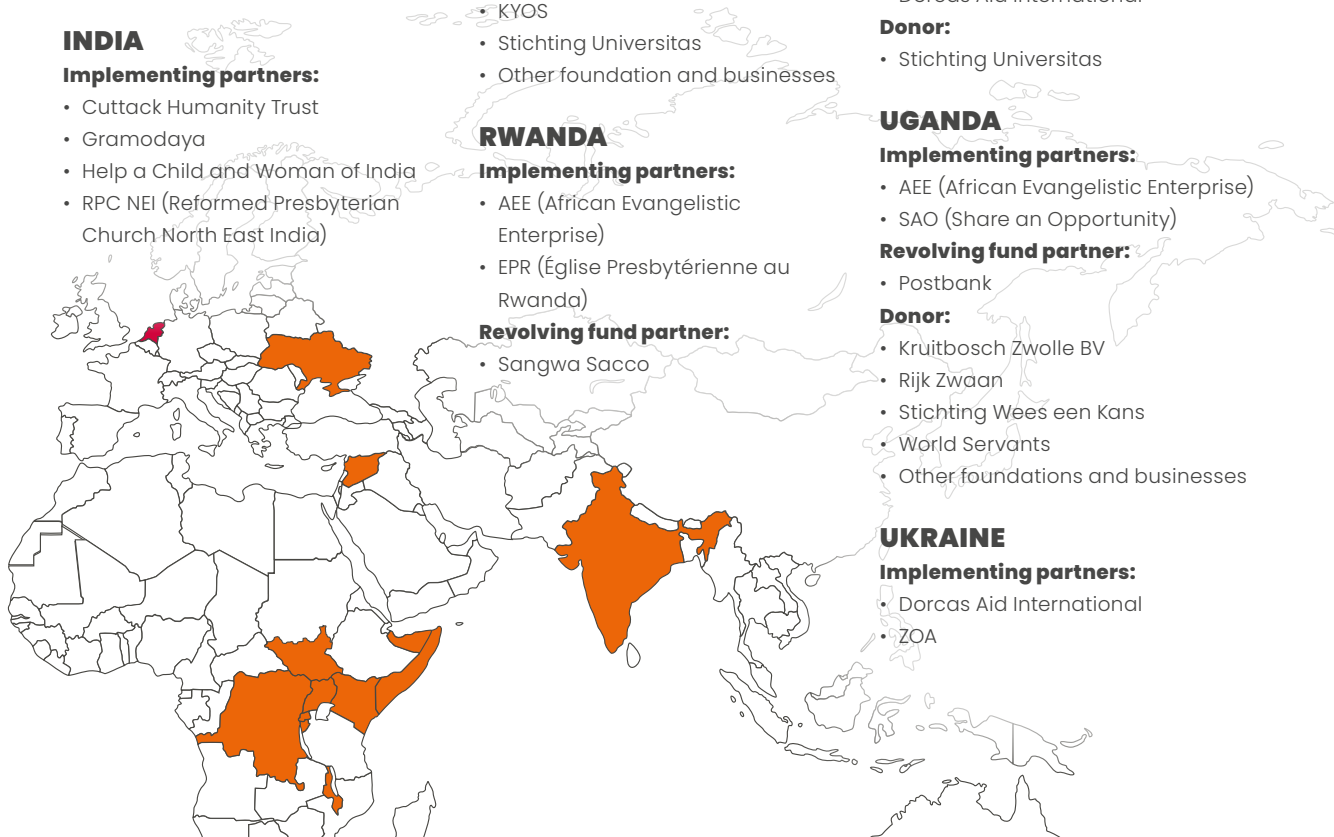 INDIA
Implementing partners:
• Cuttack Humanity Trust
• Gramodaya
• Help a Child and Woman of India
• RPC NEI (Reformed Presbyterian
Church North East India)
• KYOS
• Stichting Universitas
• Other foundation and businesses
RWANDA
Implementing partners:
• AEE (African Evangelistic
Enterprise)
• EPR (Église Presbytérienne au
Rwanda)
Revolving fund partner:
• Sangwa Sacco
Donor:
• Stichting Universitas
UGANDA
Implementing partners:
• AEE (African Evangelistic Enterprise)
• SAO (Share an Opportunity)
Revolving fund partner:
• Postbank
Donor:
• Kruitbosch Zwolle BV
• Rijk Zwaan
• Stichting Wees een Kans
• World Servants
• Other foundations and businesses
UKRAINE
Implementing partners:
• Dorcas Aid International
• ZOA